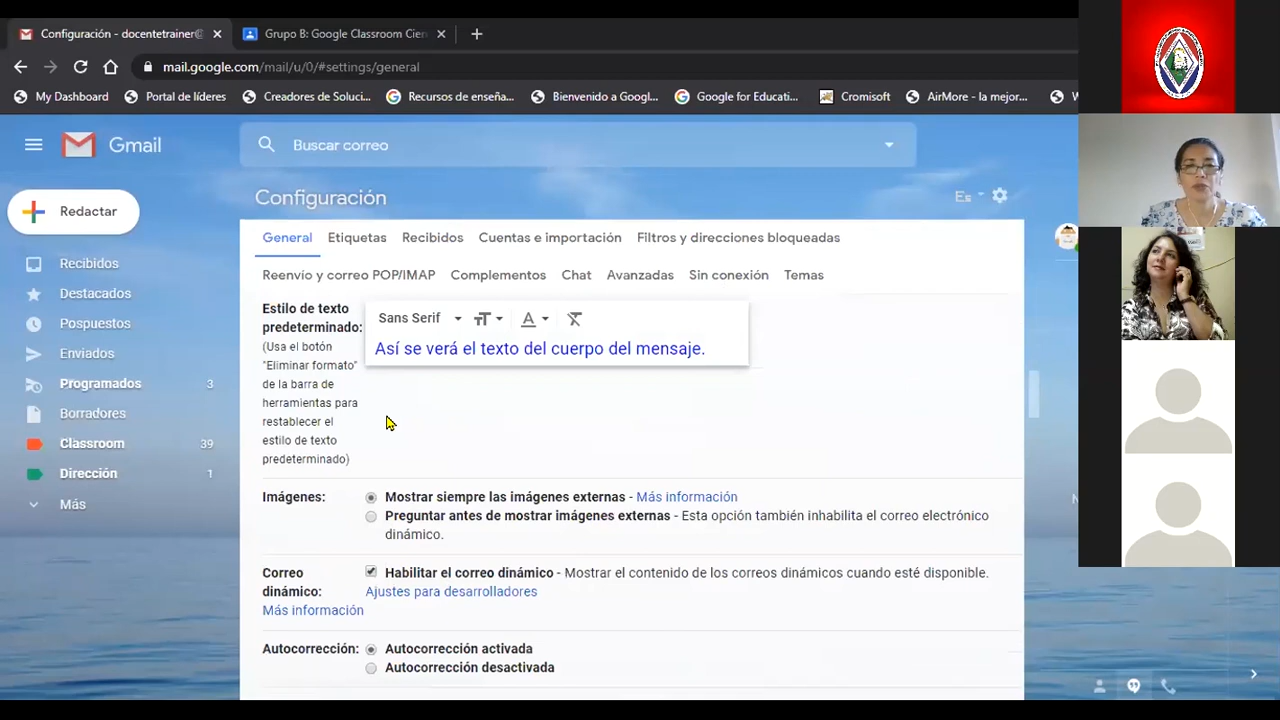 Configuración - docentetrainer@
Grupo B: Google Classroom Cien
mail.google.com/mail/u/0/#settings/general
My Dashboard
Portal de líderes
Creadores de Soluci...
Recursos de enseña...
Bienvenido a Googl...
Google for Educati...
Cromisoft
AirMore - la mejor...
Gmail
Buscar correo
Redactar
Configuración
Es
Recibidos
Destacados
Pospuestos
Enviados
Programados 3
Borradores
Classroom 39
Dirección 1
Más
General Etiquetas Recibidos Cuentas e importación Filtros y direcciones bloqueadas
Reenvío y correo POP/IMAP Complementos Chat Avanzadas Sin conexión Temas
Estilo de texto
predeterminado:
(Usa el botón
"Eliminar formato"
de la barra de
herramientas para
restablecer el
estilo de texto
predeterminado)
Sans Serif
Así se verá el texto del cuerpo del mensaje.
Imágenes:
Mostrar siempre las imágenes externas - Más información
Preguntar antes de mostrar imágenes externas - Esta opción también inhabilita el correo electrónico
dinámico.
Correo
dinámico:
Más información
Habilitar el correo dinámico - Mostrar el contenido de los correos dinámicos cuando esté disponible.
Ajustes para desarrolladores
Autocorrección:
Autocorrección activada
Autocorrección desactivada